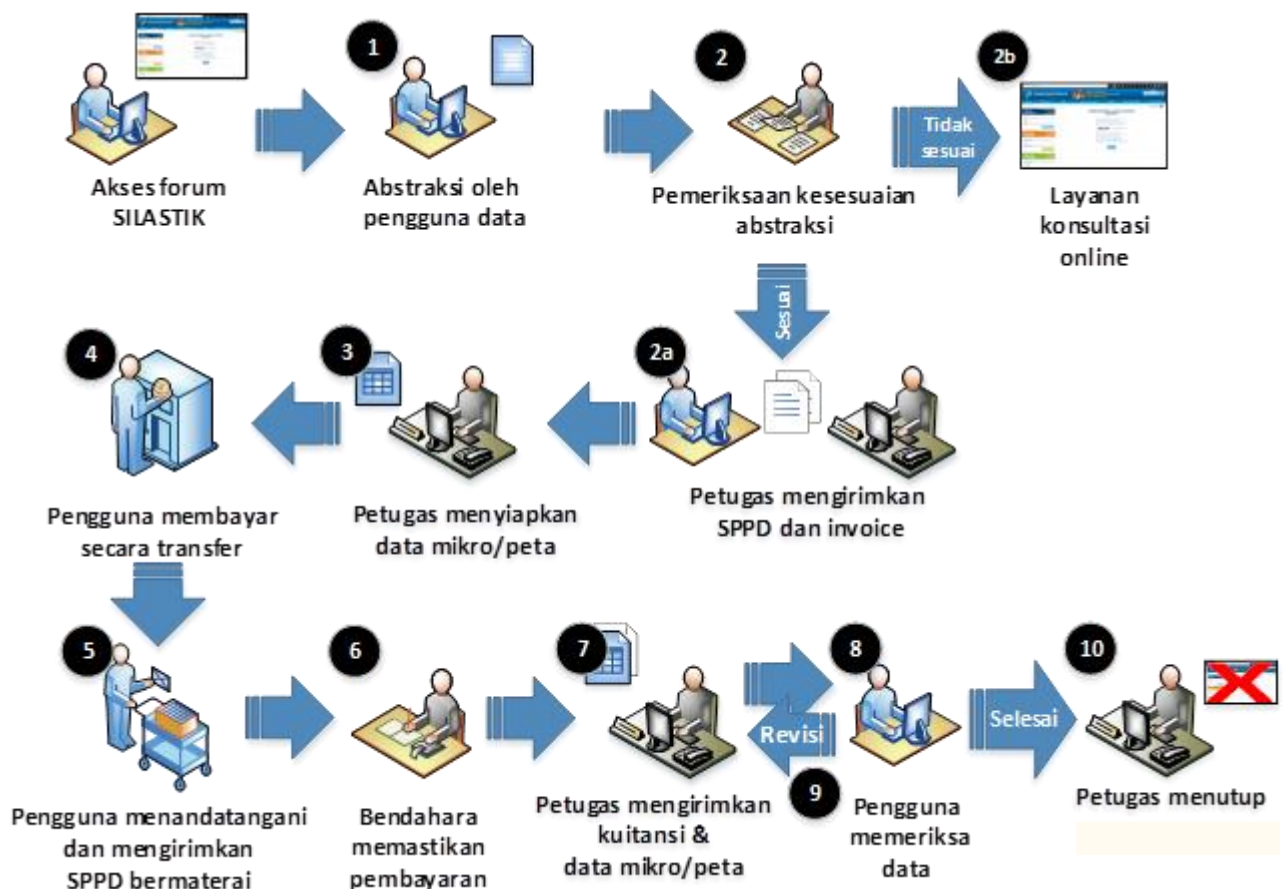 Akses forum
SILASTIK
1
Abstraksi oleh
pengguna data
2
Pemeriksaan kesesuaian
abstraksi
Tidak
sesuai
2b
Layanan
konsultasi
online
Sesuai
2a
Petugas mengirimkan
SPPD dan invoice
3
Petugas menyiapkan
data mikro/peta
4
Pengguna membayar
secara transfer
5
Pengguna menandatangani
dan mengirimkan
SPPD bermaterai
6
Bendahara
memastikan
pembayaran
7
Petugas mengirimkan
kuitansi &
data mikro/peta
Revisi
9
8
Pengguna
memeriksa
data
Selesai
10
Petugas menutup